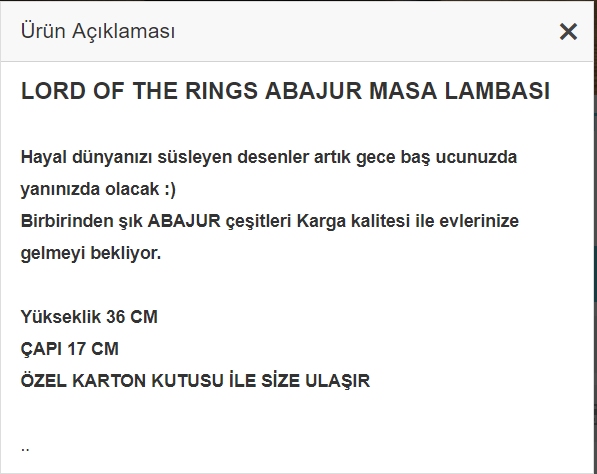 Ürün Açıklaması
LORD OF THE RINGS ABAJUR MASA LAMBASI
Hayal dünyanızı süsleyen desenler artık gece baş ucunuzda
yanınızda olacak :)
Birbirinden şık ABAJUR çeşitleri Karga kalitesi ile evlerinize
gelmeyi bekliyor.
Yükseklik 36 CM
ÇAPI 17 CM
ÖZEL KARTON KUTUSU İLE SİZE ULAŞIR
..